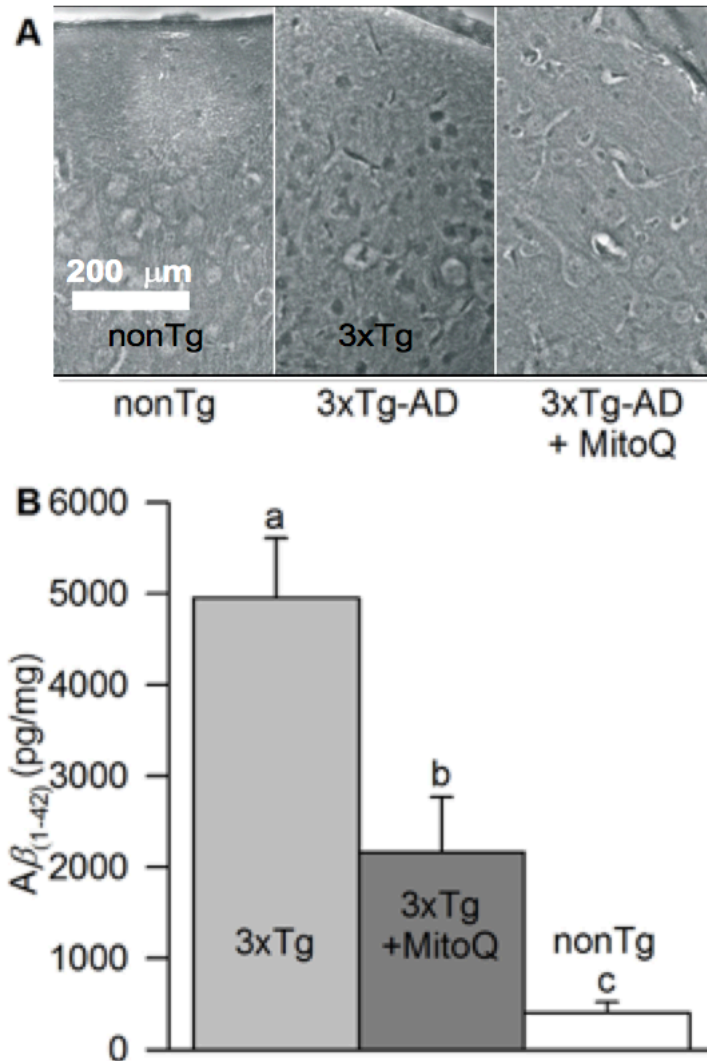 A
200 μm
nonTg
3xTg
nonTg
3xTg-AD
3xTg-AD
+ MitoQ
B
6000
5000
4000
3000
2000
1000
0
Aβ(1-42) (pg/mg)
a
b
c
3xTg
3xTg
+MitoQ
nonTg